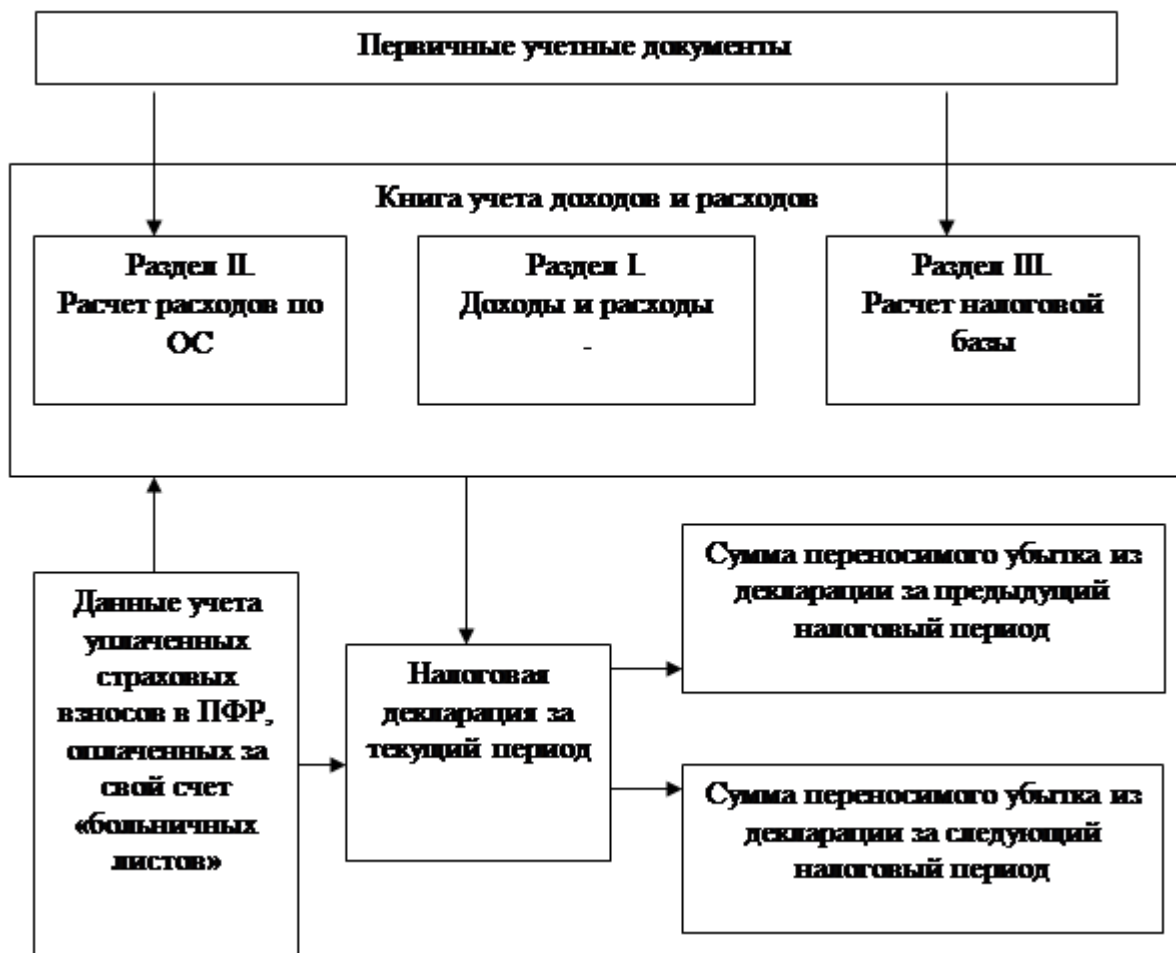 Первичные учетные документы
Книга учета доходов и расходов
Раздел II.
Расчет расходов по
ОС
Раздел I.
Доходы и расходы
-
Раздел III.
Расчет налоговой
базы
Данные учета
уплаченных
страховых
взносов в ПФР,
оплаченных за
свой счет
«больничных
листов»
Налоговая
декларация за
текущий период
Сумма переносимого убытка из
декларации за предыдущий
налоговый период
Сумма переносимого убытка из
декларации за следующий
налоговый период